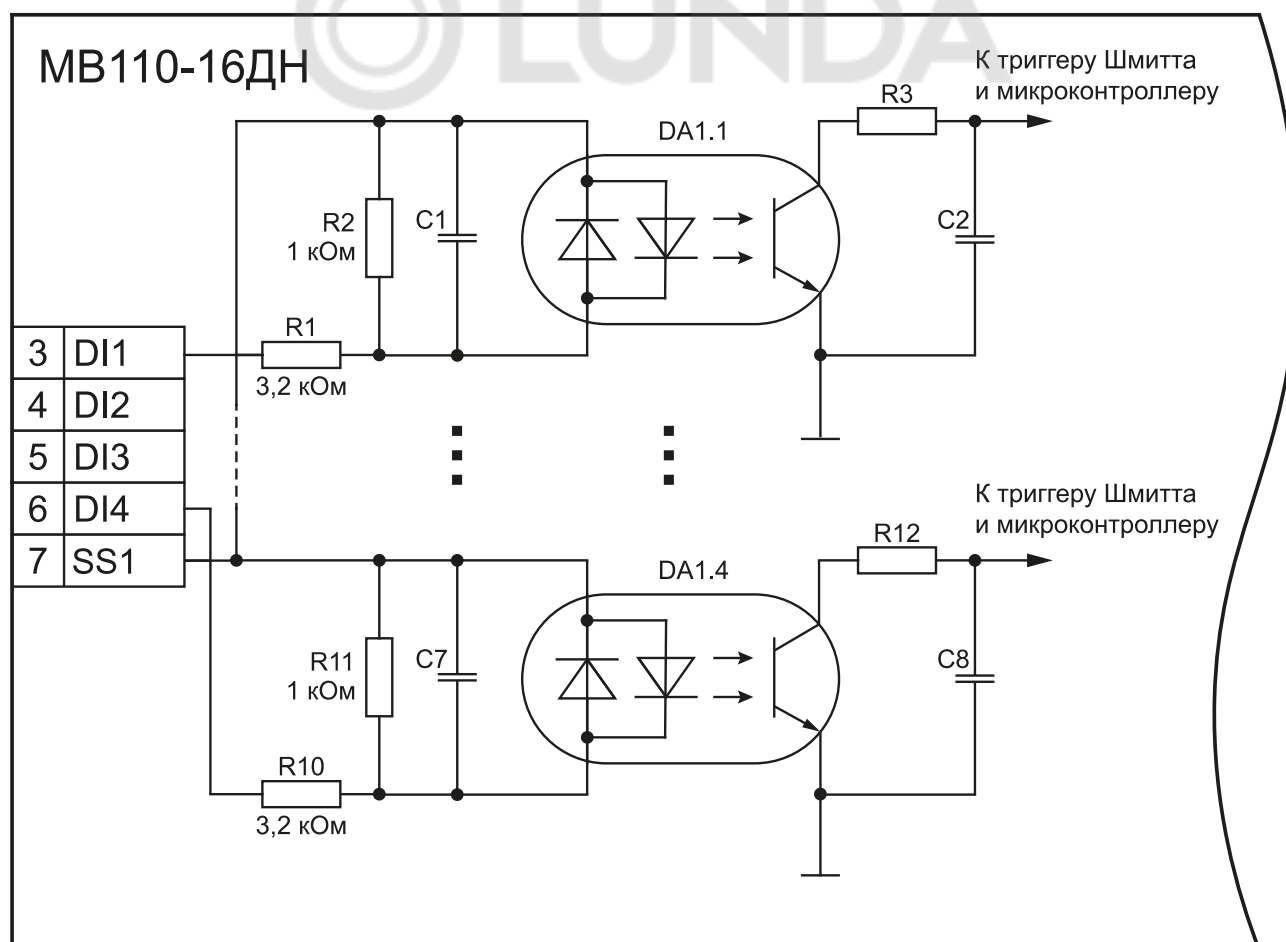 LUNDA
МВ110-16ДН
К триггеру Шмитта
и микроконтроллеру
R3
DA1.1
R2
1 кОм
C1
C2
R1
3,2 кОм
3 DI1
4 DI2
5 DI3
6 DI4
7 SS1
К триггеру Шмитта
и микроконтроллеру
R12
DA1.4
R11
1 кОм
C7
C8
R10
3,2 кОм